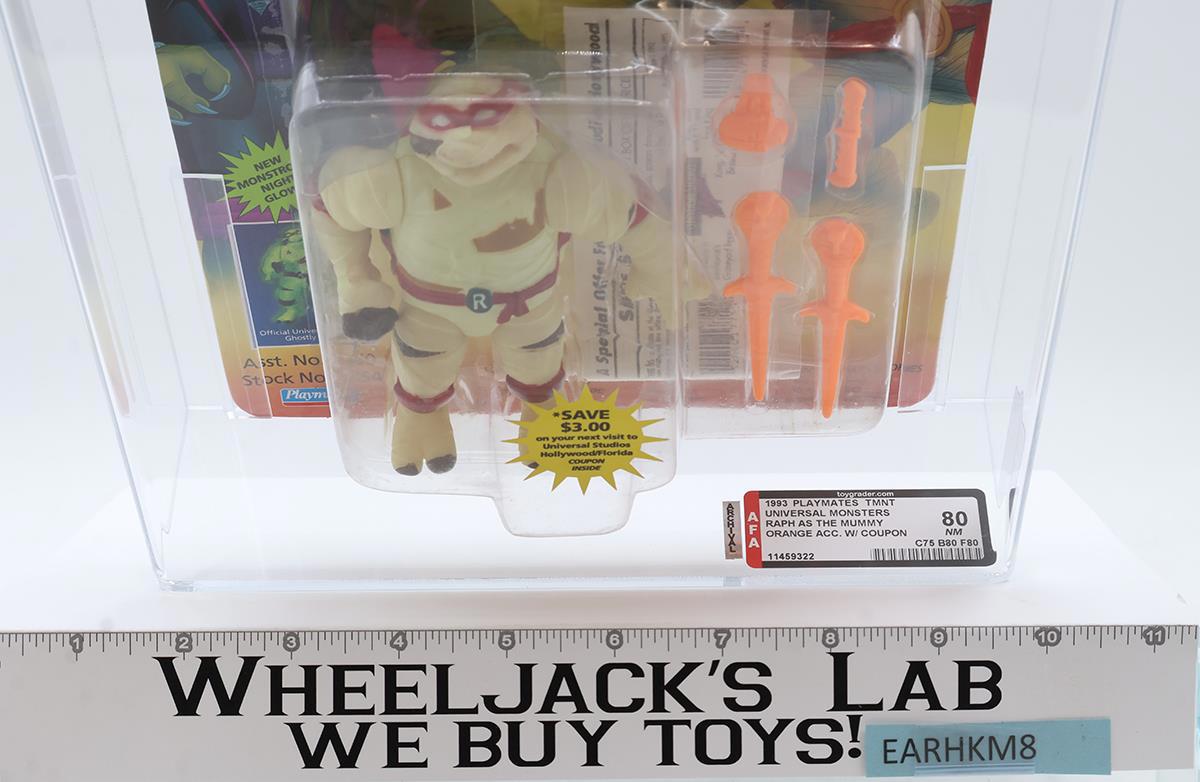 NEW
MONSTRO
NIGHT
GLOW
Official Unive
Ghostly
Asst. No
Stock No
Playm
A Special Offer
R
*SAVE
$3.00
on your next visit to
Universal Studios
Hollywood/Florida
COUPON
INSIDE
ARCHIVAL
AFA
toygrader.com
1993 PLAYMATES TMNT
UNIVERSAL MONSTERS
RAPH AS THE MUMMY
ORANGE ACC. W/ COUPON
11459322
80
NM
C75 B80 F80
1 2 3 4 5 6 7 8 9 10 11
WHEELJACK'S LAB
WE BUY TOYS!
EARHKM8